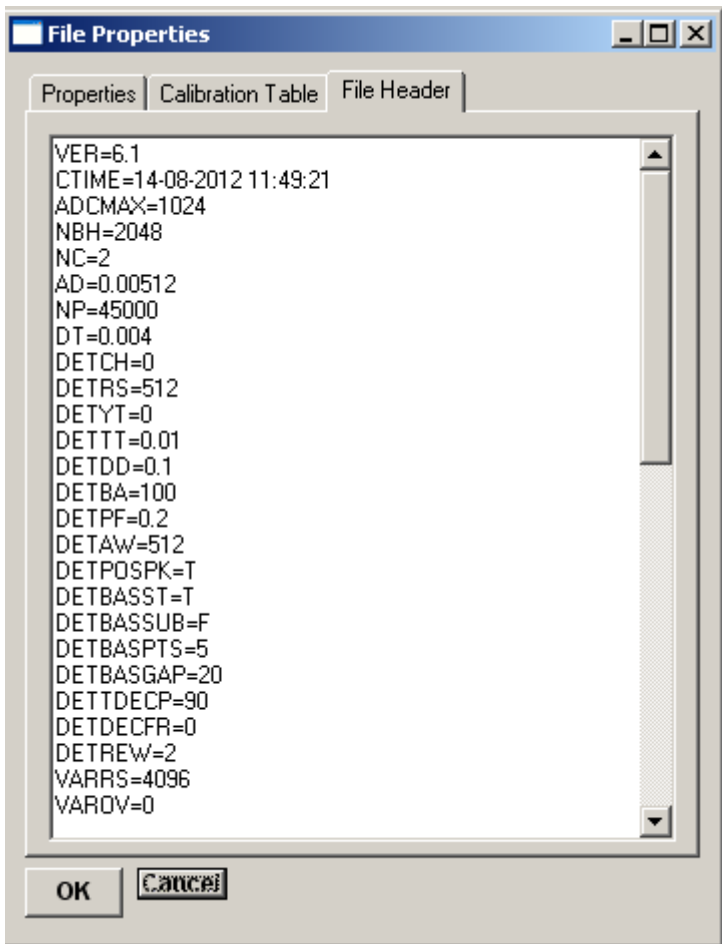 File Properties
Properties Calibration Table File Header
VER=6.1
CTIME=14-08-2012 11:49:21
ADCMAX=1024
NBH=2048
NC=2
AD=0.00512
NP=45000
DT=0.004
DETCH=0
DETRS=512
DETYT=0
DETTT=0.01
DETDD=0.1
DETBA=100
DETPF=0.2
DETAW=512
DETPOSPK=T
DETBASST=T
DETBASSUB=F
DETBASPTS=5
DETBASGAP=20
DETTDECP=90
DETDECFR=0
DETREW=2
VARRS=4096
VAROV=0
OK Cancel